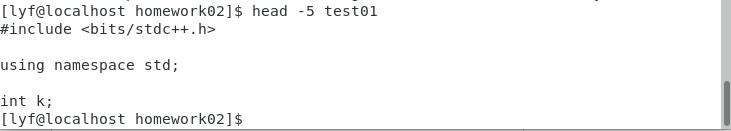 [lyf@localhost homework02]$ head -5 test01
#include <bits/stdc++.h>
using namespace std;
int k;
[lyf@localhost homework02]$